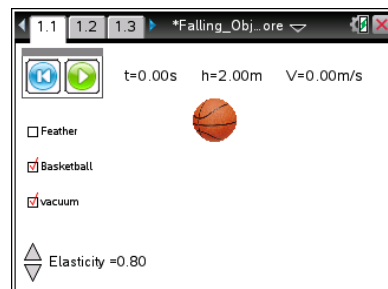 1.1 1.2 1.3 *Falling_Obj...ore
t=0.00s h=2.00m V=0.00m/s
Feather
Basketball
vacuum
Elasticity =0.80